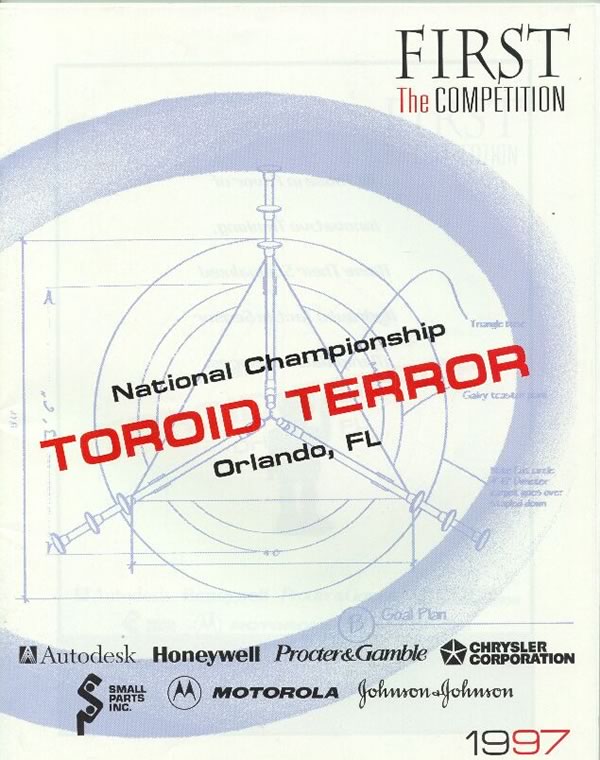 FIRST
The COMPETITION
National Championship
TOROID TERROR
Orlando, FL
B Goal Plan
Autodesk Honeywell Procter & Gamble CHRYSLER
CORPORATION
SMALL
PARTS
INC.
MOTOROLA Johnson & Johnson
1997